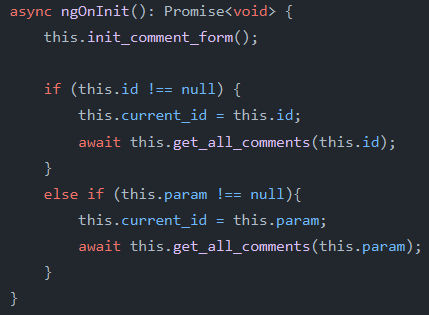 async ngOnInit(): Promise<void> {
    this.init_comment_form();

    if (this.id !== null) {
        this.current_id = this.id;
        await this.get_all_comments(this.id);
    }
    else if (this.param !== null){
        this.current_id = this.param;
        await this.get_all_comments(this.param);
    }
}